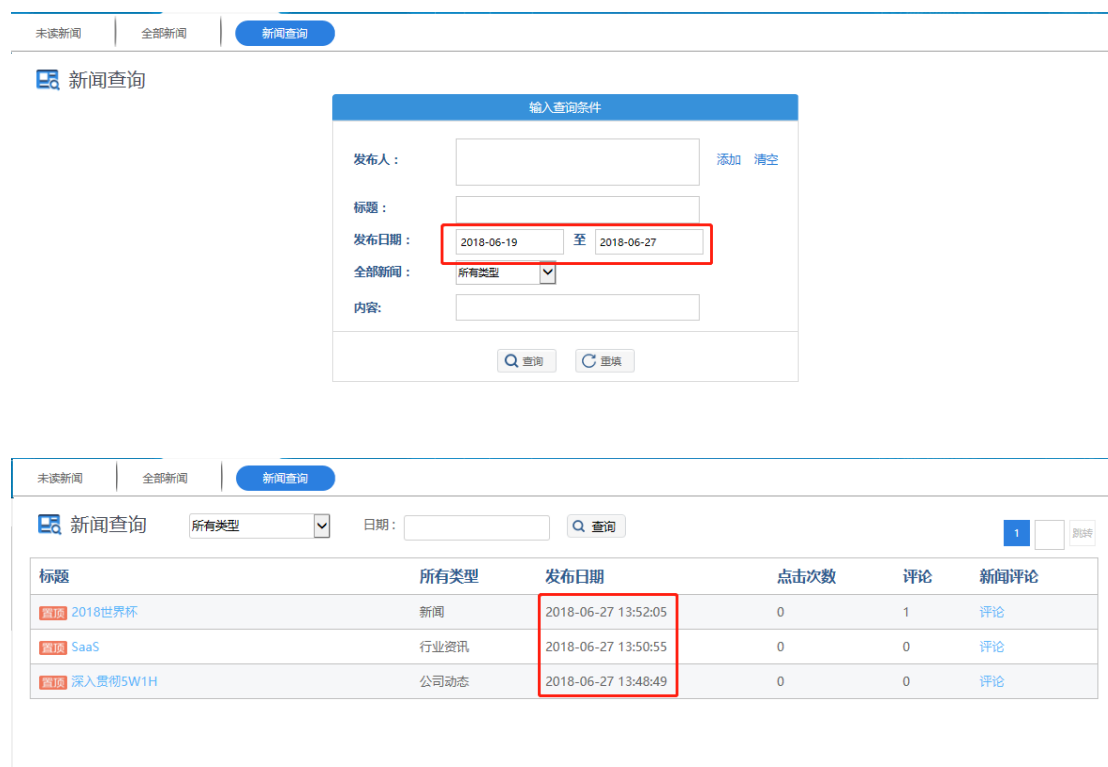 未读新闻 全部新闻 新闻查询
新闻查询
输入查询条件
发布人： 添加 清空
标题：
发布日期： 2018-06-19 至 2018-06-27
全部新闻： 所有类型
内容:
查询 重填
未读新闻 全部新闻 新闻查询
新闻查询 所有类型 日期: 查询 1 跳转
标题 所有类型 发布日期 点击次数 评论 新闻评论
置顶 2018世界杯 新闻 2018-06-27 13:52:05 0 1 评论
置顶 SaaS 行业资讯 2018-06-27 13:50:55 0 0 评论
置顶 深入贯彻5W1H 公司动态 2018-06-27 13:48:49 0 0 评论